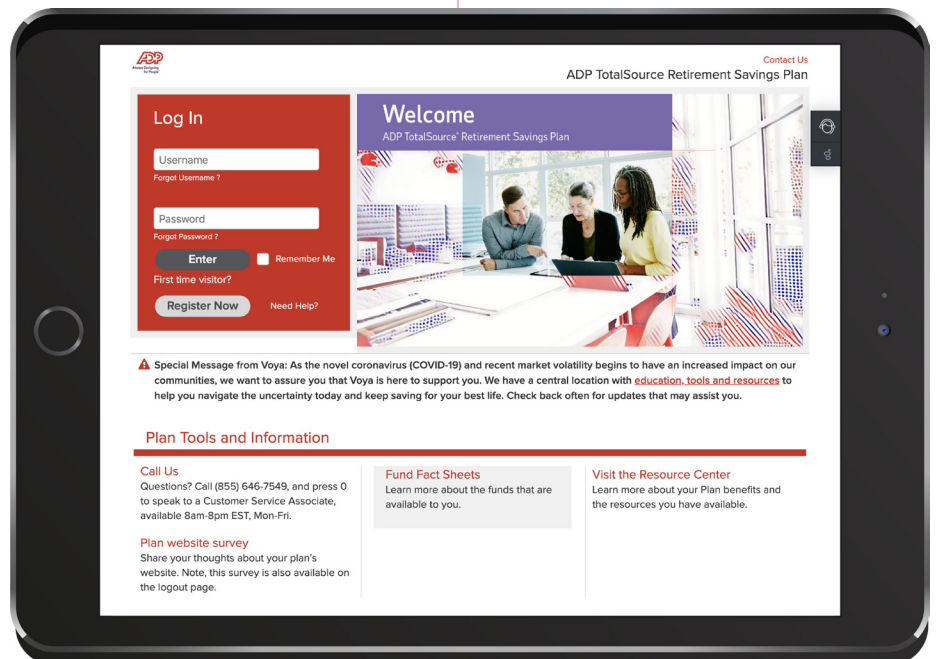 ADP
Always Designing
for People
Contact Us
ADP TotalSource Retirement Savings Plan
Log In
Username
Forgot Username ?
Password
Forgot Password ?
Enter
Remember Me
First time visitor?
Register Now
Need Help?
Welcome
ADP TotalSource® Retirement Savings Plan
Special Message from Voya: As the novel coronavirus (COVID-19) and recent market volatility begins to have an increased impact on our
communities, we want to assure you that Voya is here to support you. We have a central location with education, tools and resources to
help you navigate the uncertainty today and keep saving for your best life. Check back often for updates that may assist you.
Plan Tools and Information
Call Us
Questions? Call (855) 646-7549, and press 0
to speak to a Customer Service Associate,
available 8am-8pm EST, Mon-Fri.
Plan website survey
Share your thoughts about your plan's
website. Note, this survey is also available on
the logout page.
Fund Fact Sheets
Learn more about the funds that are
available to you.
Visit the Resource Center
Learn more about your Plan benefits and
the resources you have available.